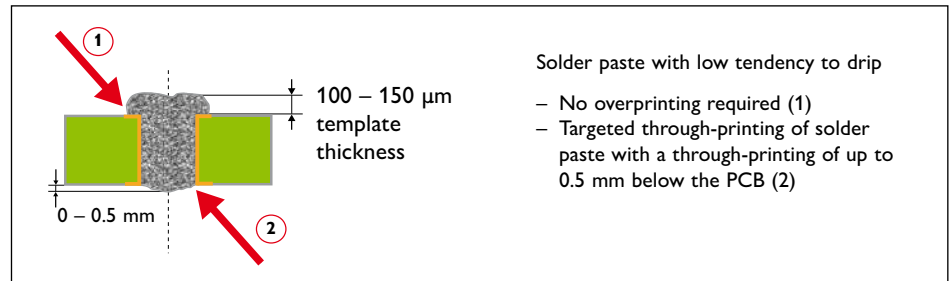 1
100 – 150 µm
template
thickness
0 – 0.5 mm
2
Solder paste with low tendency to drip
– No overprinting required (1)
– Targeted through-printing of solder
paste with a through-printing of up to
0.5 mm below the PCB (2)